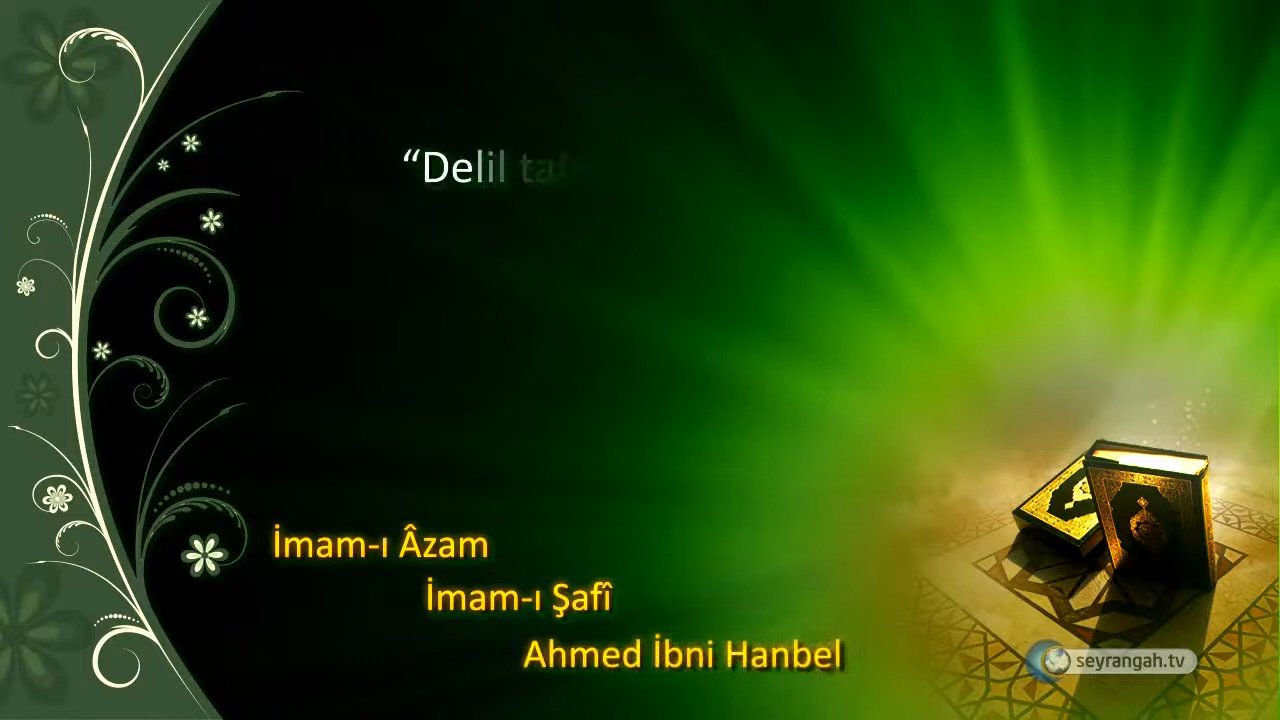 “Delil
İmam-ı Âzam
İmam-ı Şafî
Ahmed İbni Hanbel
seyrangah.tv